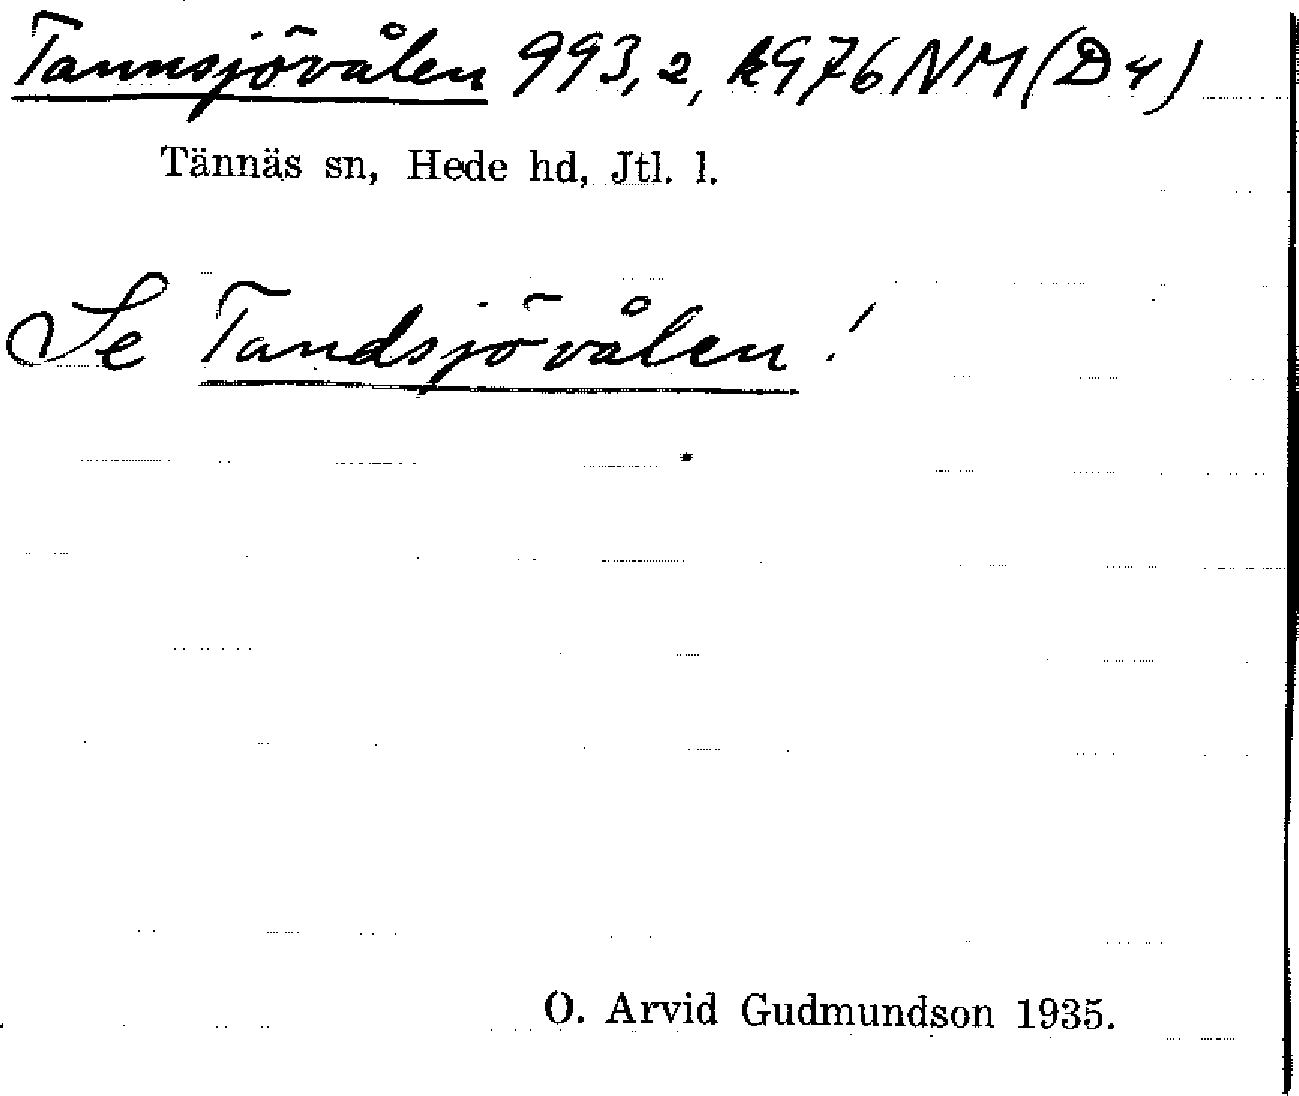 Tannsjövålen 993,2, k976 NM (D4)
Tännäs sn, Hede hd, Jtl. l.
Se Tandsjövålen!
O. Arvid Gudmundson 1935.